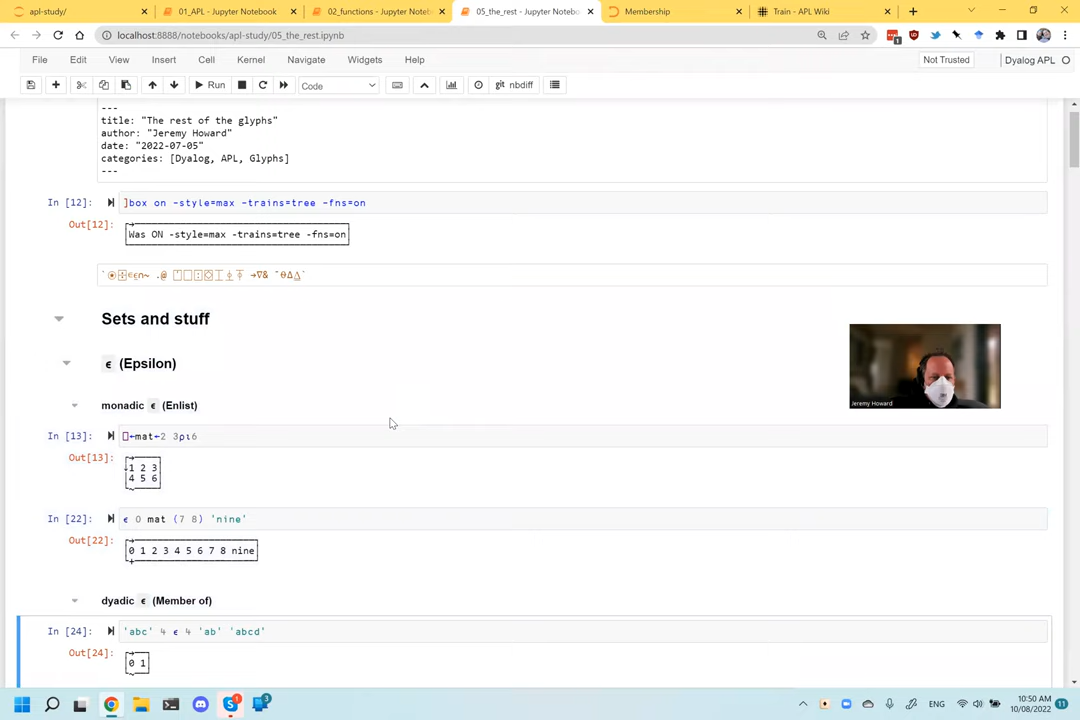 apl-study/
01_APL - Jupyter Notebook
02_functions - Jupyter Notebo
05_the_rest - Jupyter Notebo
Membership
Train - APL Wiki
localhost:8888/notebooks/apl-study/05_the_rest.ipynb
File Edit View Insert Cell Kernel Navigate Widgets Help
Not Trusted
Dyalog APL
Run
Code
git nbdiff
---
title: "The rest of the glyphs"
author: "Jeremy Howard"
date: "2022-07-05"
categories: [Dyalog, APL, Glyphs]
---
In [12]: ]box on -style=max -trains=tree -fns=on
Out[12]: Was ON -style=max -trains=tree -fns=on
Sets and stuff
ϵ (Epsilon)
monadic ϵ (Enlist)
In [13]: ⎕←mat←2 3⍴⍳6
Out[13]: 1 2 3
4 5 6
In [22]: ϵ 0 mat (7 8) 'nine'
Out[22]: 0 1 2 3 4 5 6 7 8 nine
dyadic ϵ (Member of)
In [24]: 'abc' 4 ϵ 4 'ab' 'abcd'
Out[24]: 0 1
Jeremy Howard
ENG
10:50 AM
10/08/2022